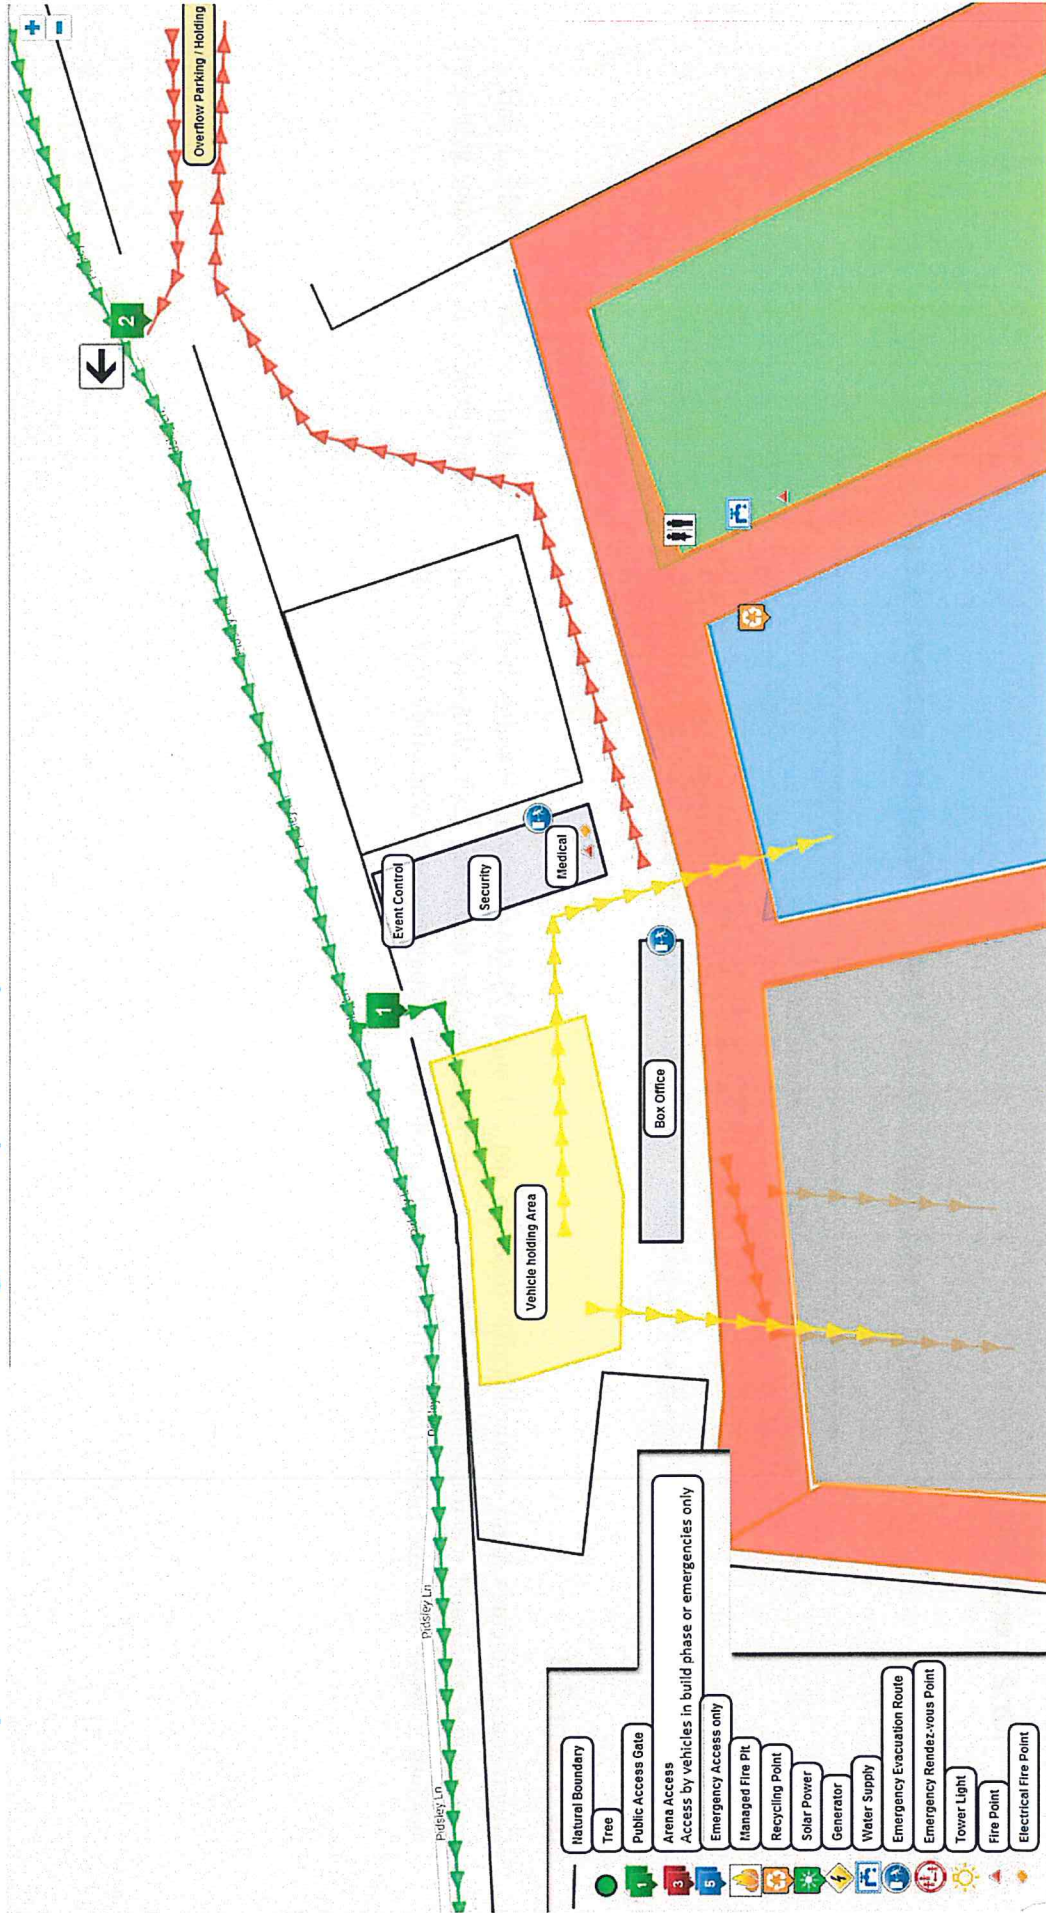 Overflow Parking / Holding
2
Event Control
Security
Medical
1
Vehicle holding Area
Box Office
Pidsley Ln
Pidsley Ln
Natural Boundary
Tree
1
Public Access Gate
3
Arena Access
Access by vehicles in build phase or emergencies only
5
Emergency Access only
Managed Fire Pit
Recycling Point
Solar Power
Generator
Water Supply
Emergency Evacuation Route
Emergency Rendez-vous Point
Tower Light
Fire Point
Electrical Fire Point